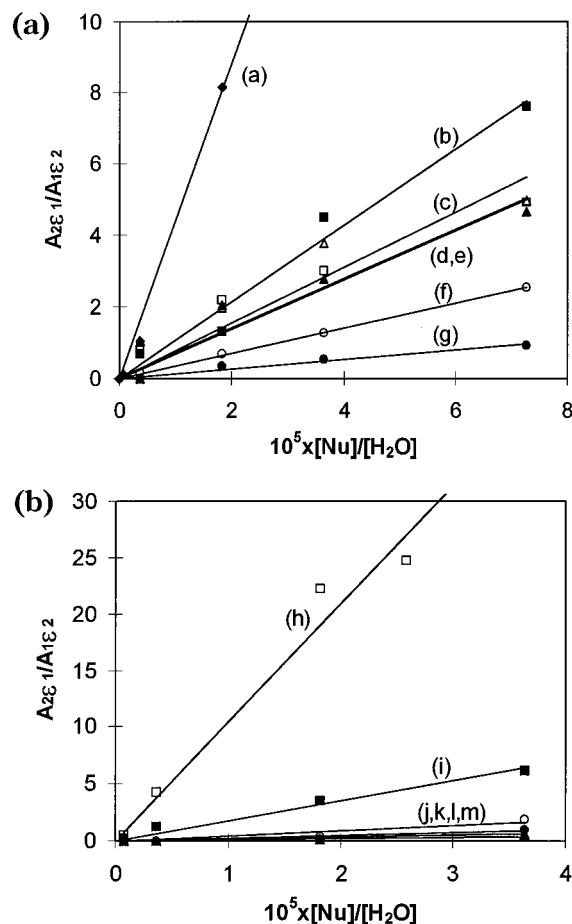 (a)
10
8
6
4
2
0
A₂ε₁/A₁ε₂
(a)
(b)
(c)
(d,e)
(f)
(g)
0 2 4 6 8
10⁵x[Nu]/[H₂O]
(b)
30
25
20
15
10
5
0
A₂ε₁/A₁ε₂
(h)
(i)
(j,k,l,m)
0 1 2 3 4
10⁵x[Nu]/[H₂O]